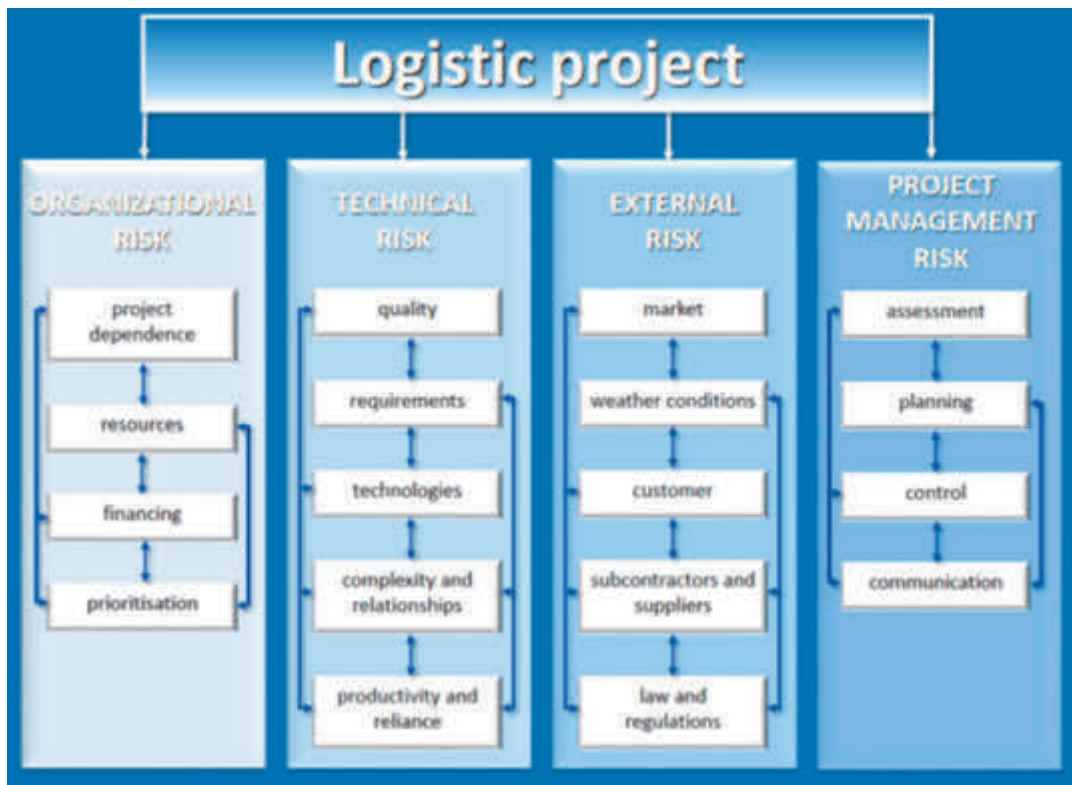 Logistic project
ORGANIZATIONAL
RISK
project
dependence
resources
financing
prioritisation
TECHNICAL
RISK
quality
requirements
technologies
complexity and
relationships
productivity and
reliance
EXTERNAL
RISK
market
weather conditions
customer
subcontractors and
suppliers
law and
regulations
PROJECT
MANAGEMENT
RISK
assessment
planning
control
communication